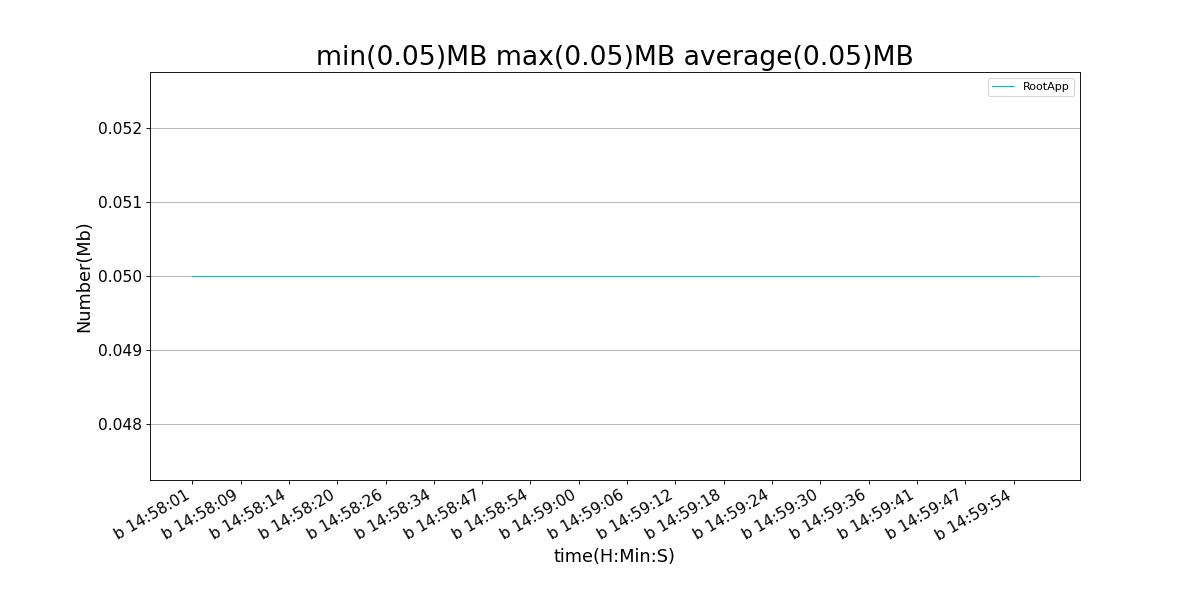 min(0.05)MB max(0.05)MB average(0.05)MB
RootApp
0.052
0.051
0.050
0.049
0.048
Number(Mb)
b 14:58:01
b 14:58:09
b 14:58:14
b 14:58:20
b 14:58:26
b 14:58:34
b 14:58:47
b 14:58:54
b 14:59:00
b 14:59:06
b 14:59:12
b 14:59:18
b 14:59:24
b 14:59:30
b 14:59:36
b 14:59:41
b 14:59:47
b 14:59:54
time(H:Min:S)